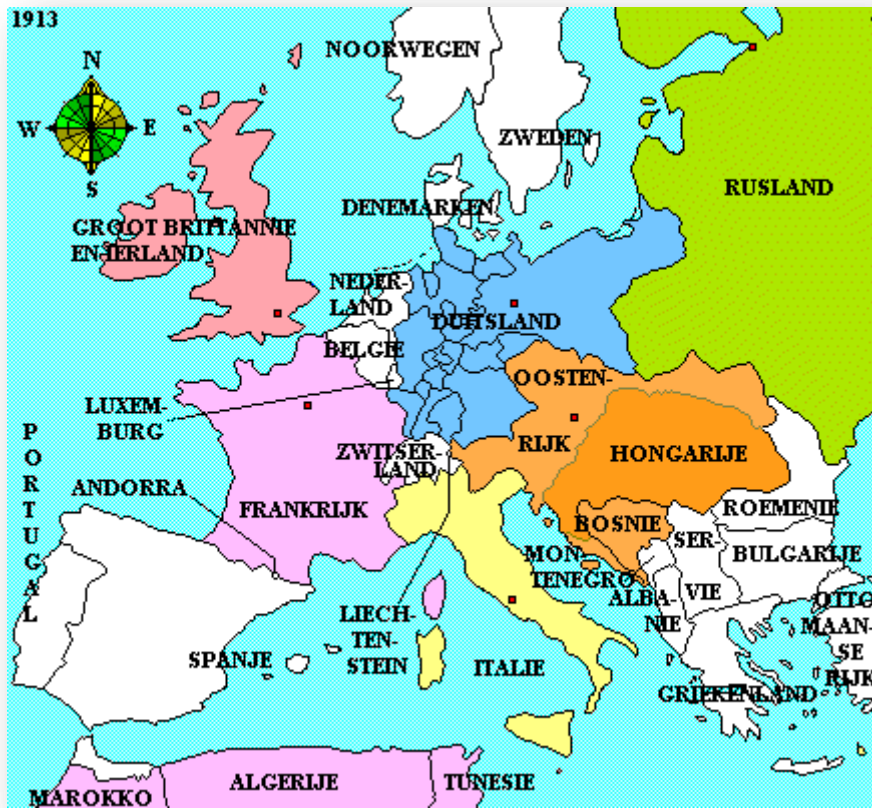 1913
N
W
E
S
NOORWEGEN
ZWEDEN
RUSLAND
DENEMARKEN
GROOT BRITTANNIE
EN IERLAND
NEDER-
LAND
DUITSLAND
BELGIE
OOSTEN-
RIJK
LUXEM-
BURG
ZWITSER-
LAND
HONGARIJE
PORTUGAL
ANDORRA
FRANKRIJK
BOSNIE
ROEMENIE
SER-
VIE
BULGARIJE
MON-
TENEGRO
ALBA-
NIE
OTTO
MAAN-
SE
RIJK
LIECH-
TEN-
STEIN
SPANJE
ITALIE
GRIEKENLAND
MAROKKO
ALGERIJE
TUNESIE